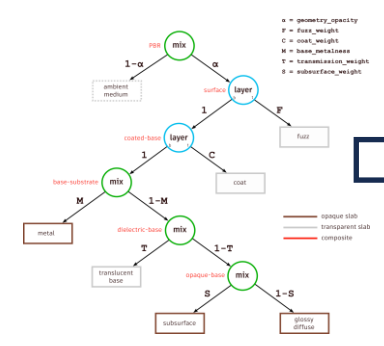 α = geometry_opacity
F = fuzz_weight
C = coat_weight
M = base_metalness
T = transmission_weight
S = subsurface_weight
PBR
mix
1-α
α
ambient
medium
surface
layer
1
F
fuzz
coated-base
layer
1
C
coat
base-substrate
mix
M
1-M
metal
dielectric-base
mix
opaque slab
transparent slab
composite
T
1-T
translucent
base
opaque-base
mix
S
1-S
subsurface
glossy
diffuse